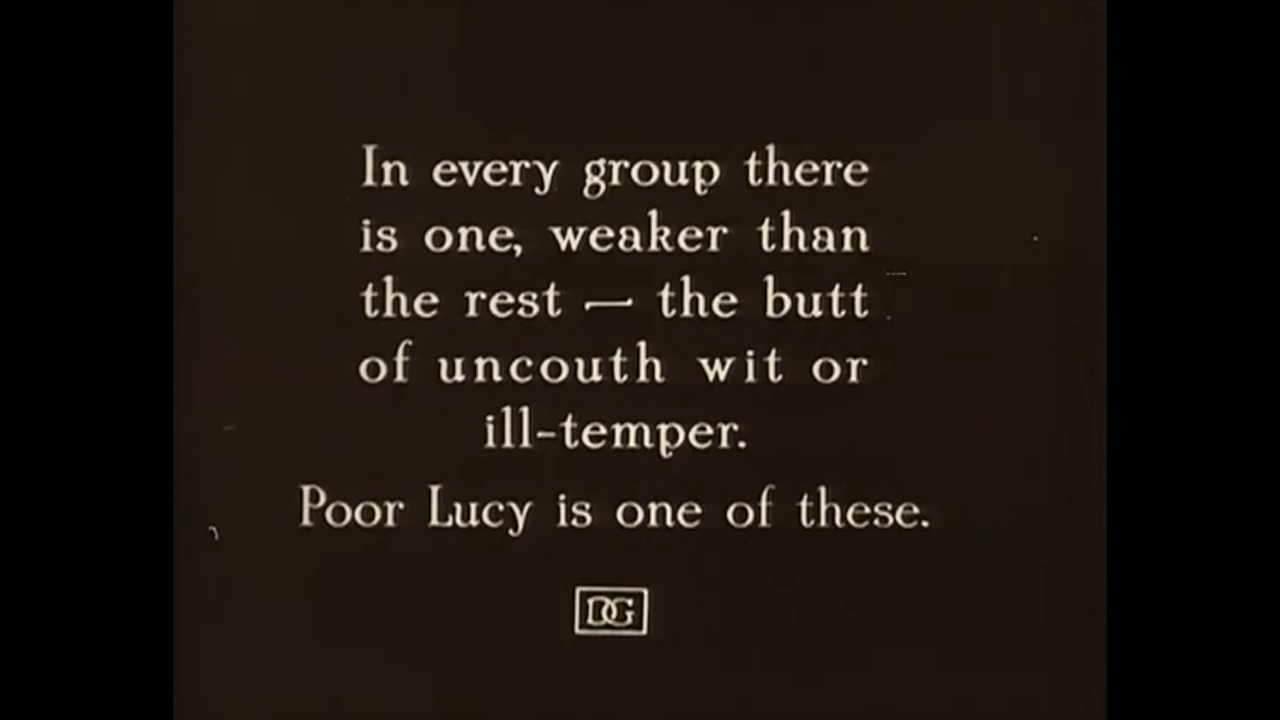 In every group there
is one, weaker than
the rest — the butt
of uncouth wit or
ill-temper.
Poor Lucy is one of these.
DG